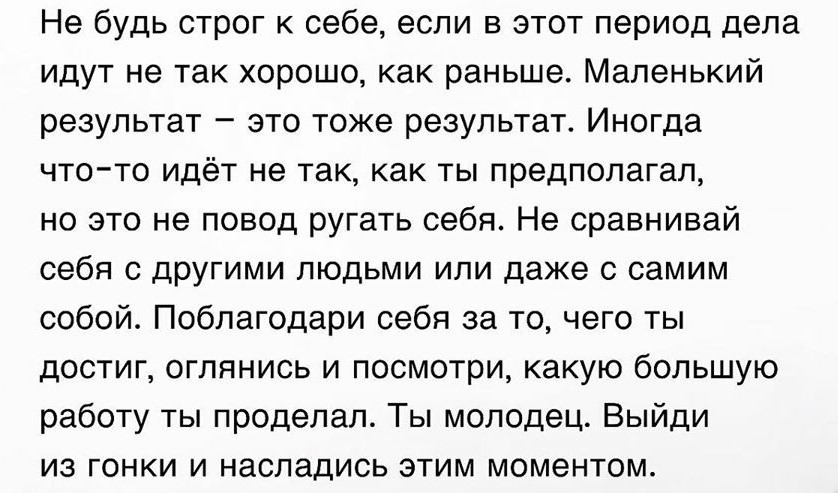 Не будь строг к себе, если в этот период дела
идут не так хорошо, как раньше. Маленький
результат – это тоже результат. Иногда
что-то идёт не так, как ты предполагал,
но это не повод ругать себя. Не сравнивай
себя с другими людьми или даже с самим
собой. Поблагодари себя за то, чего ты
достиг, оглянись и посмотри, какую большую
работу ты проделал. Ты молодец. Выйди
из гонки и насладись этим моментом.